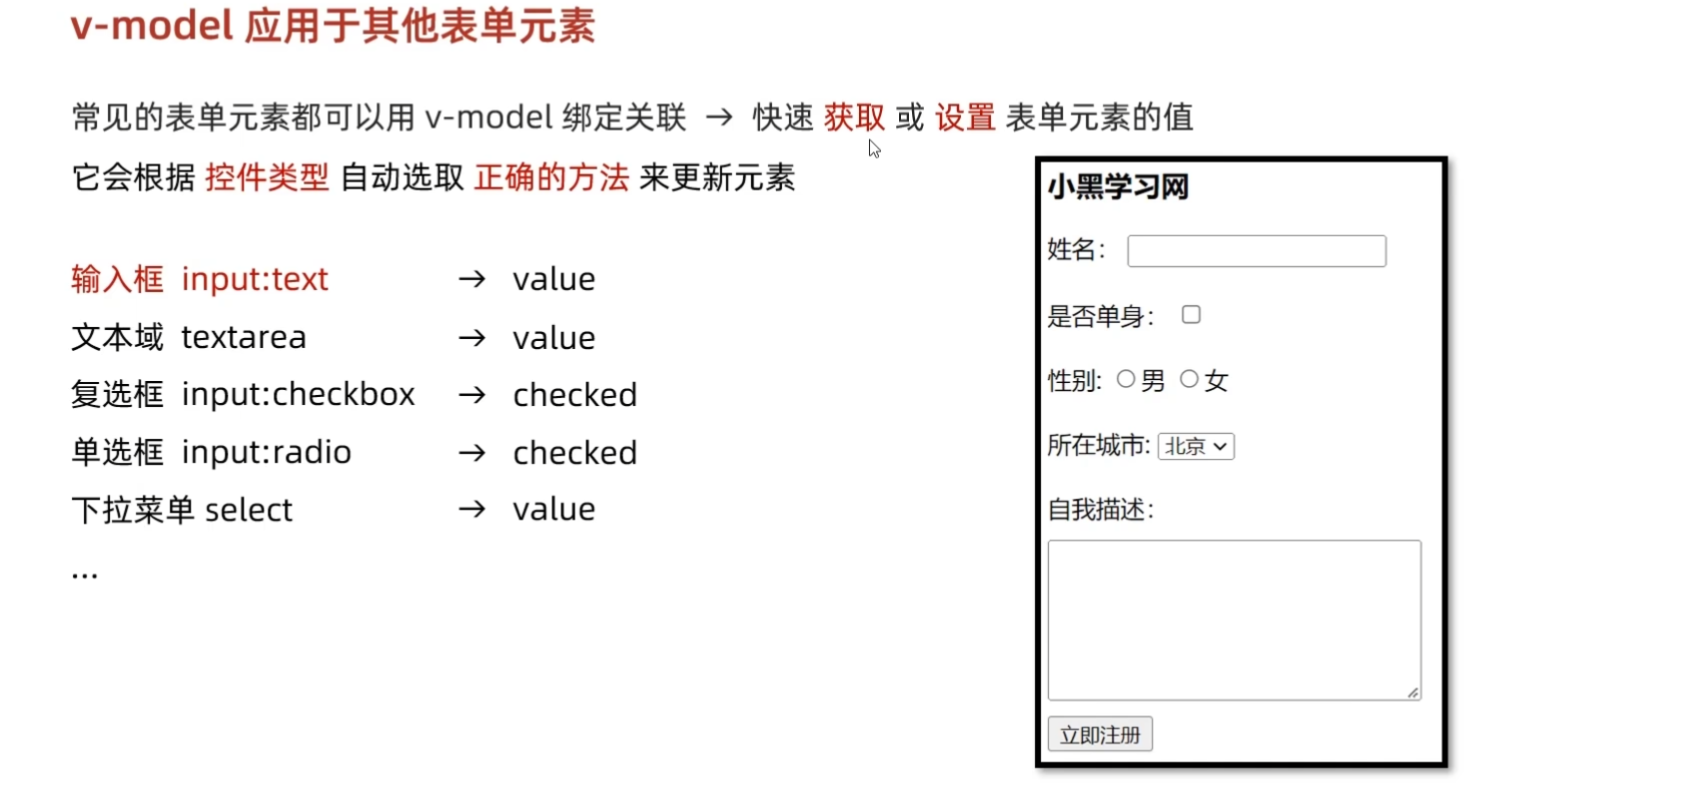 v-model 应用于其他表单元素
常见的表单元素都可以用 v-model 绑定关联 → 快速 获取 或 设置 表单元素的值
它会根据 控件类型 自动选取 正确的方法 来更新元素
输入框 input:text → value
文本域 textarea → value
复选框 input:checkbox → checked
单选框 input:radio → checked
下拉菜单 select → value
...
小黑学习网
姓名：
是否单身：
性别: 男 女
所在城市: 北京
自我描述：
立即注册